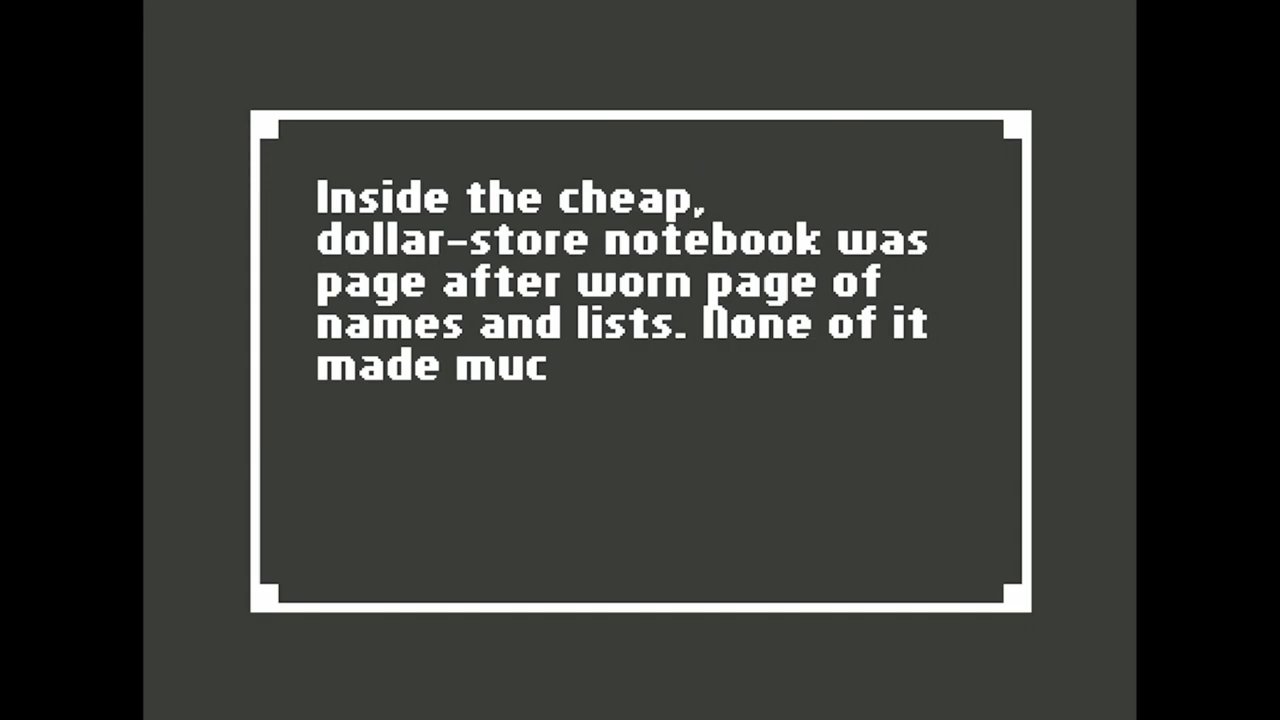 Inside the cheap,
dollar-store notebook was
page after worn page of
names and lists. None of it
made muc